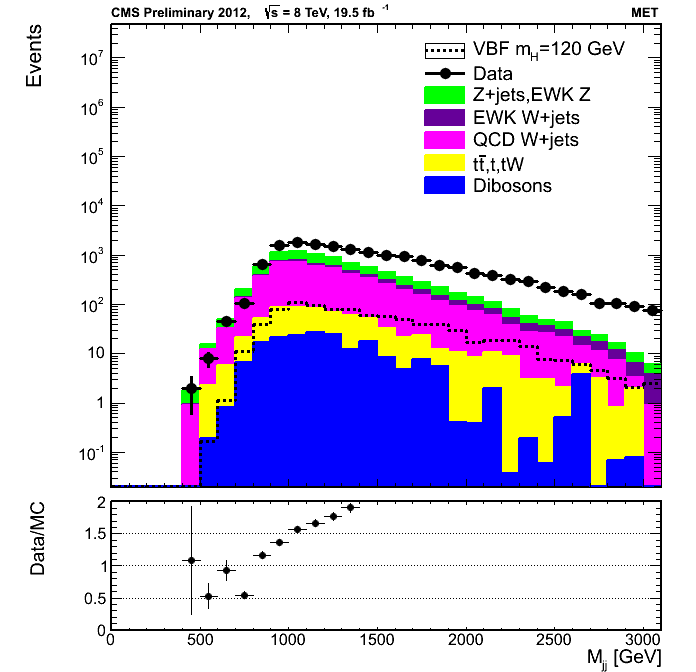 CMS Preliminary 2012, √s = 8 TeV, 19.5 fb⁻¹ MET
Events
10⁷
10⁶
10⁵
10⁴
10³
10²
10
1
10⁻¹
VBF m_H=120 GeV
Data
Z+jets,EWK Z
EWK W+jets
QCD W+jets
tt̄,t,tW
Dibosons
Data/MC
2
1.5
1
0.5
0
0 500 1000 1500 2000 2500 3000
M_jj [GeV]